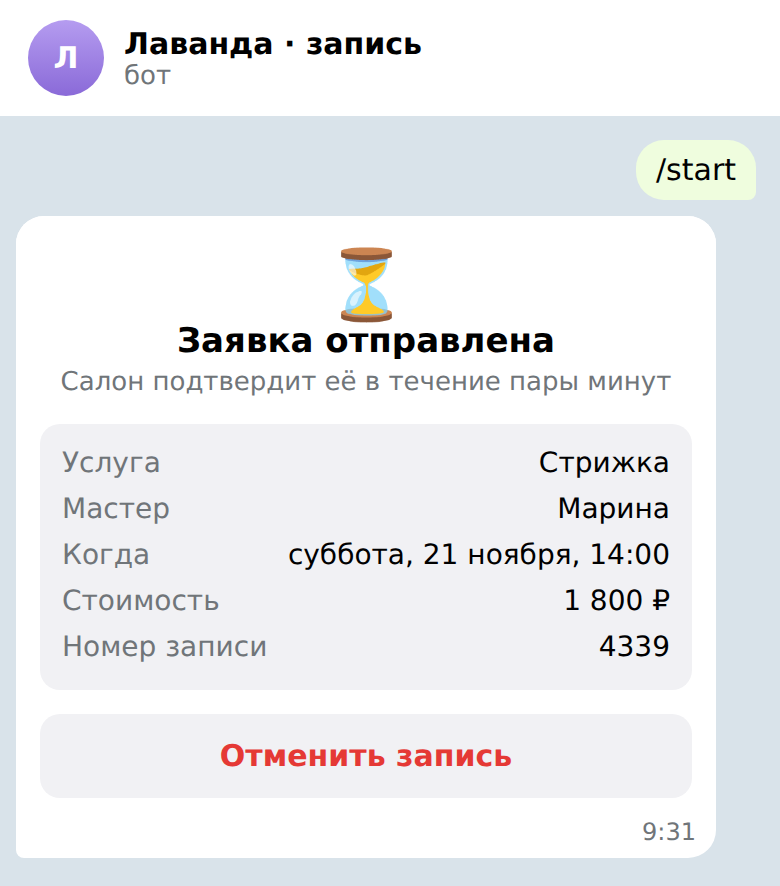 Л
Лаванда · запись
бот
/start
Заявка отправлена
Салон подтвердит её в течение пары минут
Услуга Стрижка
Мастер Марина
Когда суббота, 21 ноября, 14:00
Стоимость 1 800 ₽
Номер записи 4339
Отменить запись
9:31